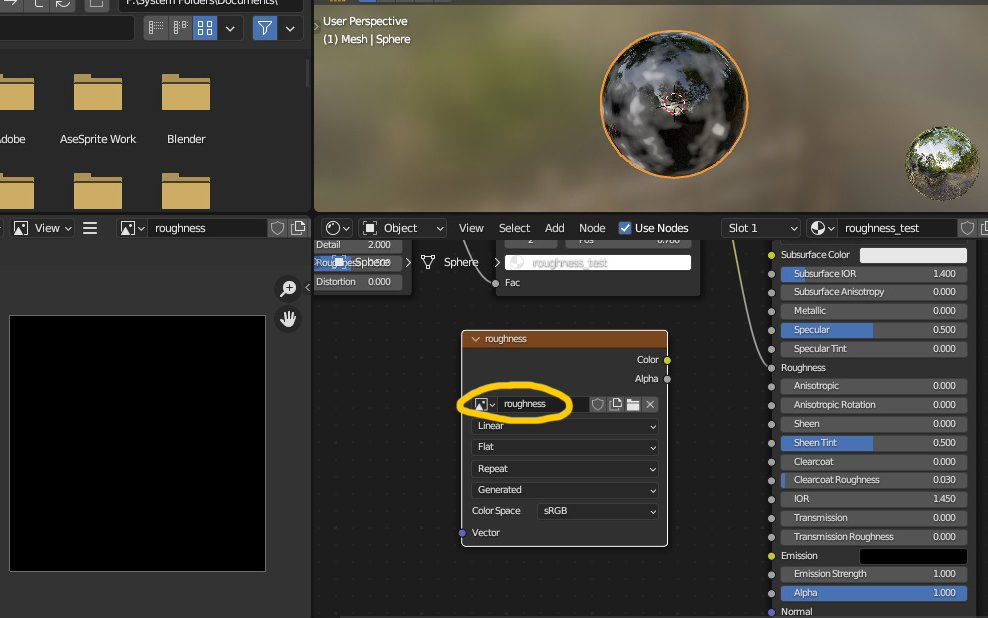 F:\System Folders\Documents\
Adobe
AseSprite Work
Blender
User Perspective
(1) Mesh | Sphere
View
roughness
Object
View
Select
Add
Node
Use Nodes
Slot 1
roughness_test
Detail 2.000
Distortion 0.000
Sphere
Sphere
roughness_test
Fac
roughness
Color
Alpha
roughness
Linear
Flat
Repeat
Generated
Color Space sRGB
Vector
Subsurface Color
Subsurface IOR 1.400
Subsurface Anisotropy 0.000
Metallic 0.000
Specular 0.500
Specular Tint 0.000
Roughness
Anisotropic 0.000
Anisotropic Rotation 0.000
Sheen 0.000
Sheen Tint 0.500
Clearcoat 0.000
Clearcoat Roughness 0.030
IOR 1.450
Transmission 0.000
Transmission Roughness 0.000
Emission
Emission Strength 1.000
Alpha 1.000
Normal